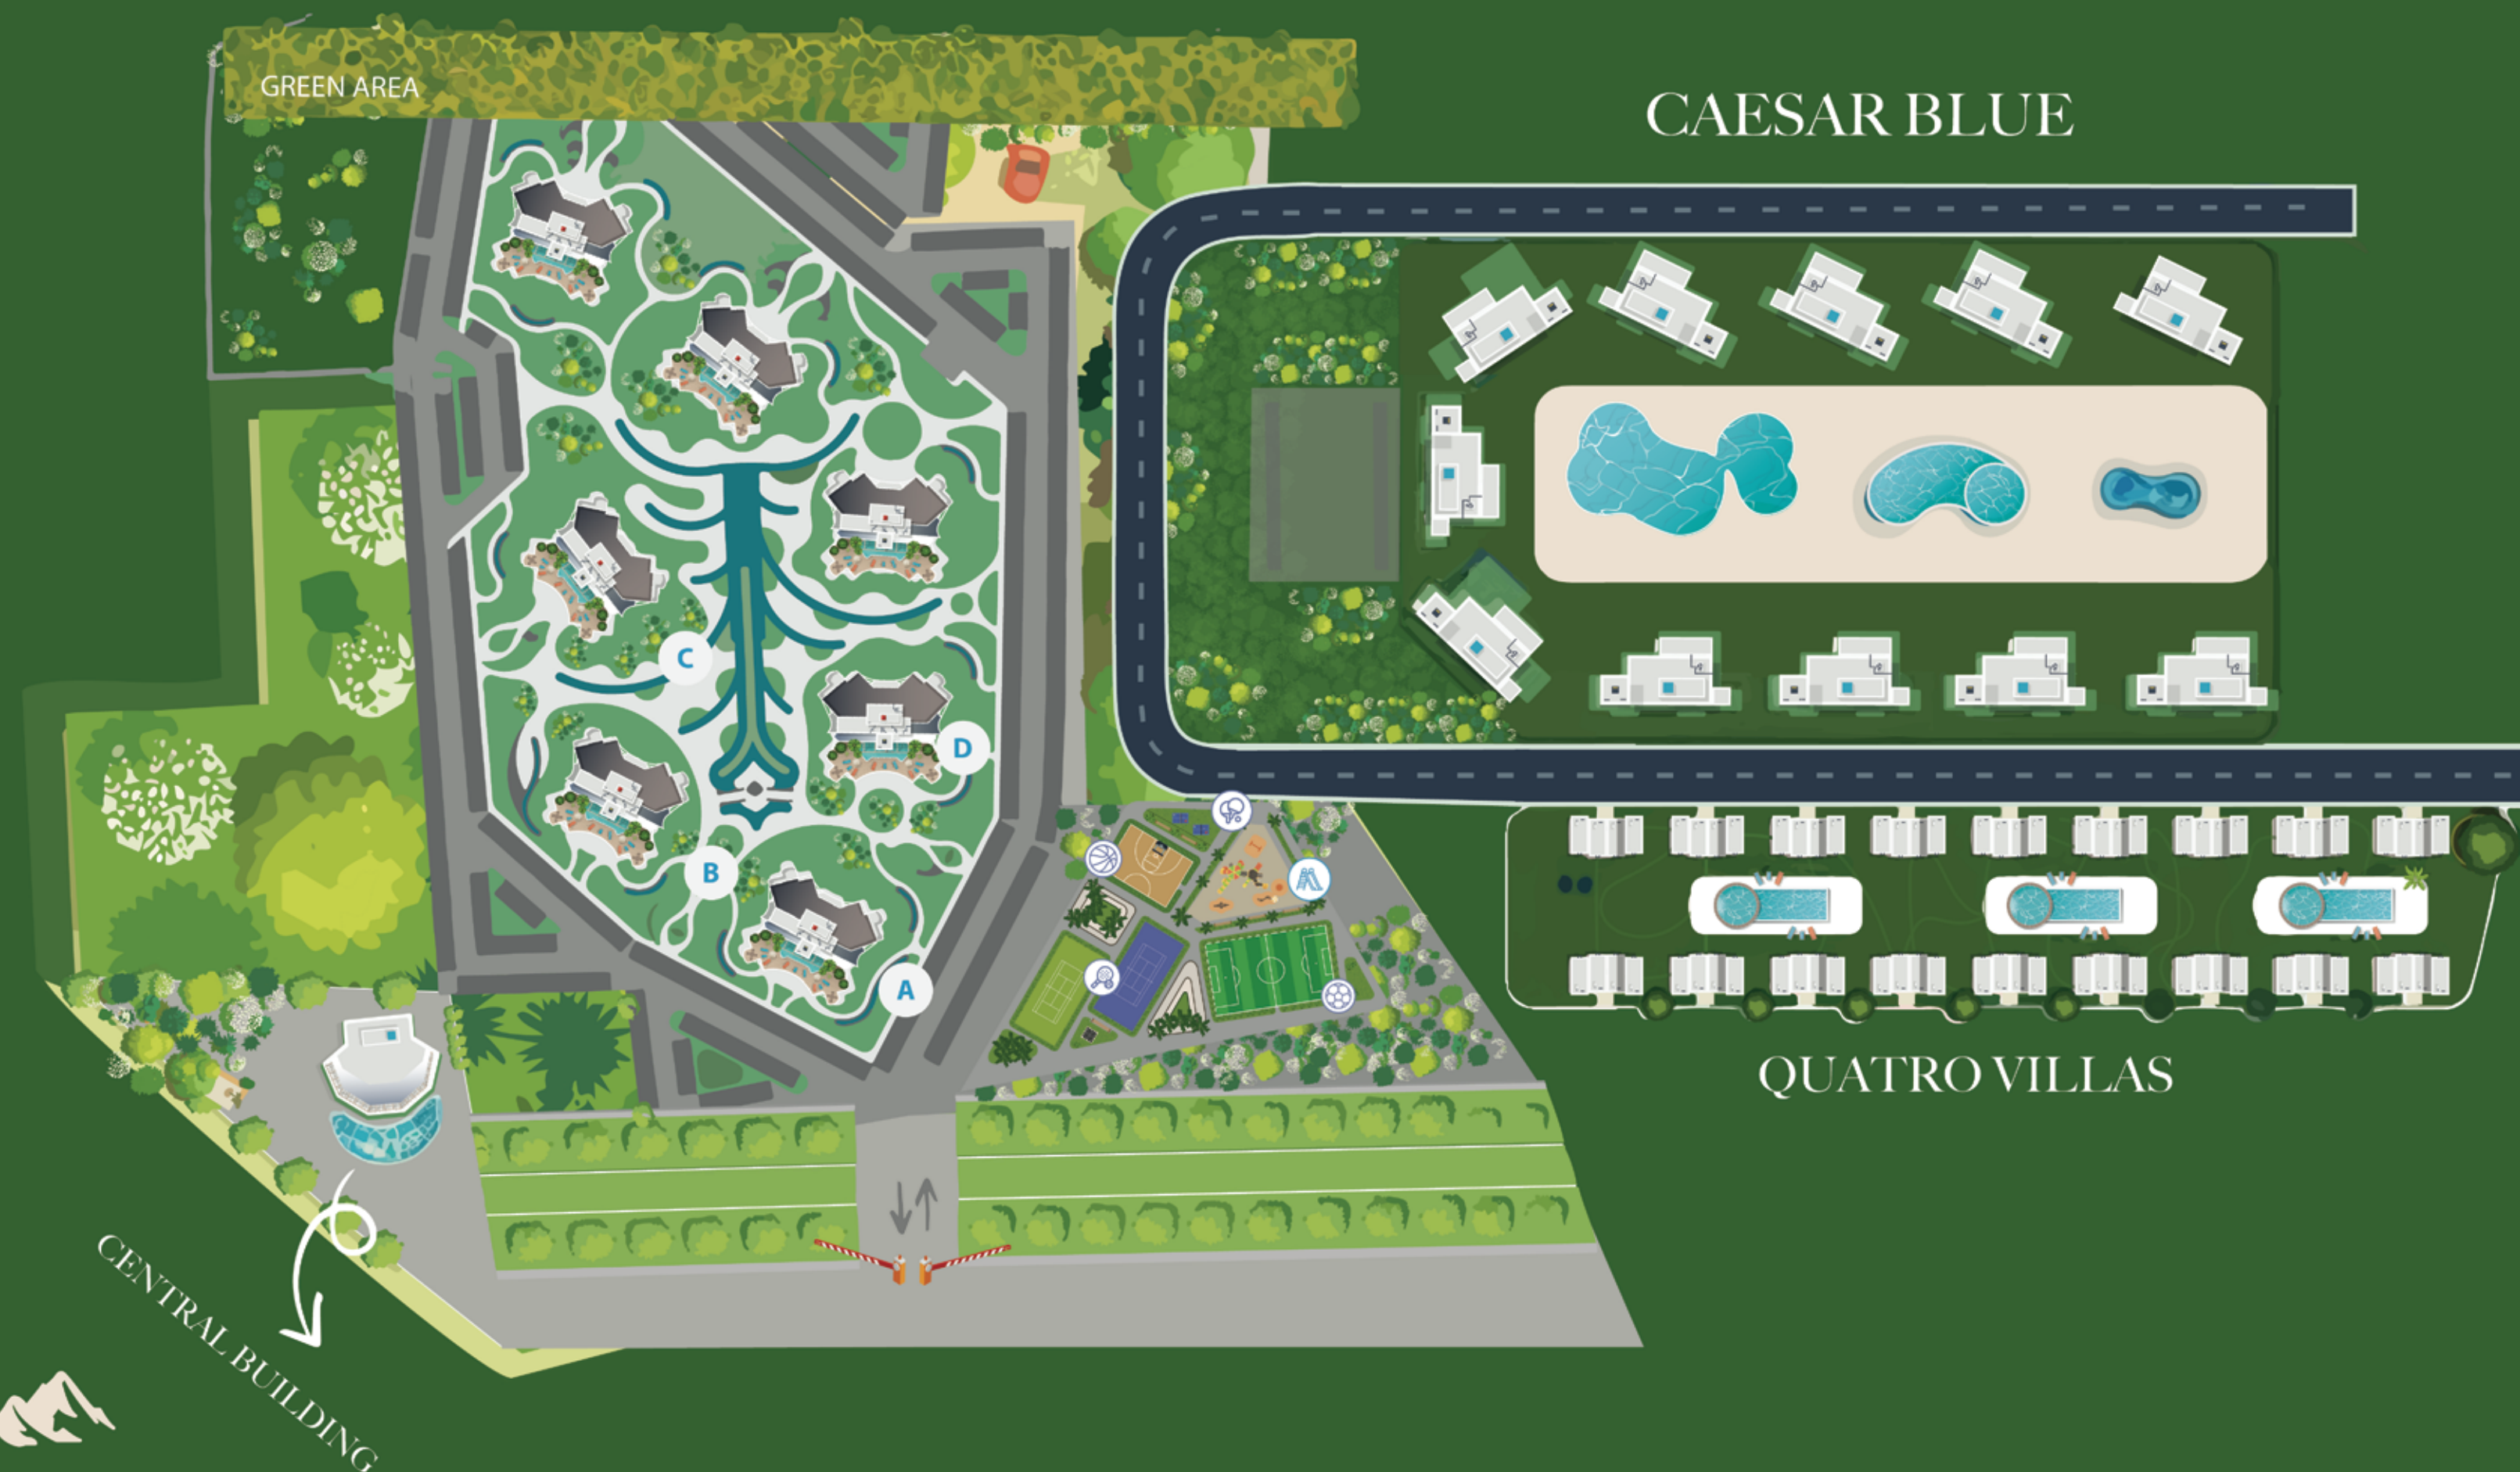 GREEN AREA
CAESAR BLUE
C
D
B
A
QUATRO VILLAS
CENTRAL BUILDING